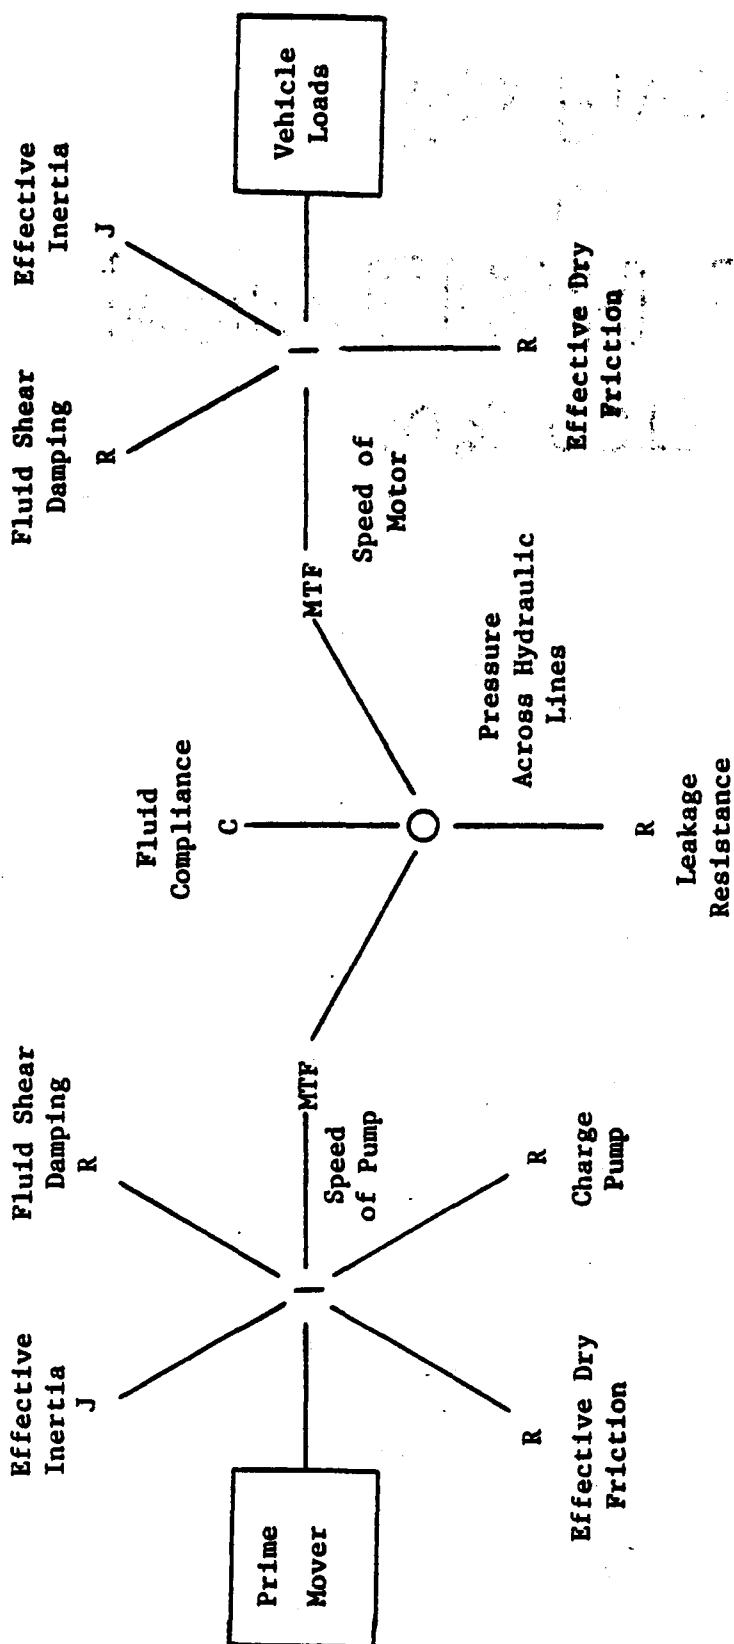 Prime
Mover
Effective
Inertia
J
Fluid Shear
Damping
R
Speed
of Pump
MTF
R
Effective Dry
Friction
R
Charge
Pump
Fluid
Compliance
C
O
R
Leakage
Resistance
Pressure
Across Hydraulic
Lines
MTF
Speed of
Motor
Fluid Shear
Damping
R
Effective
Inertia
J
1
1
R
Effective Dry
Friction
Vehicle
Loads